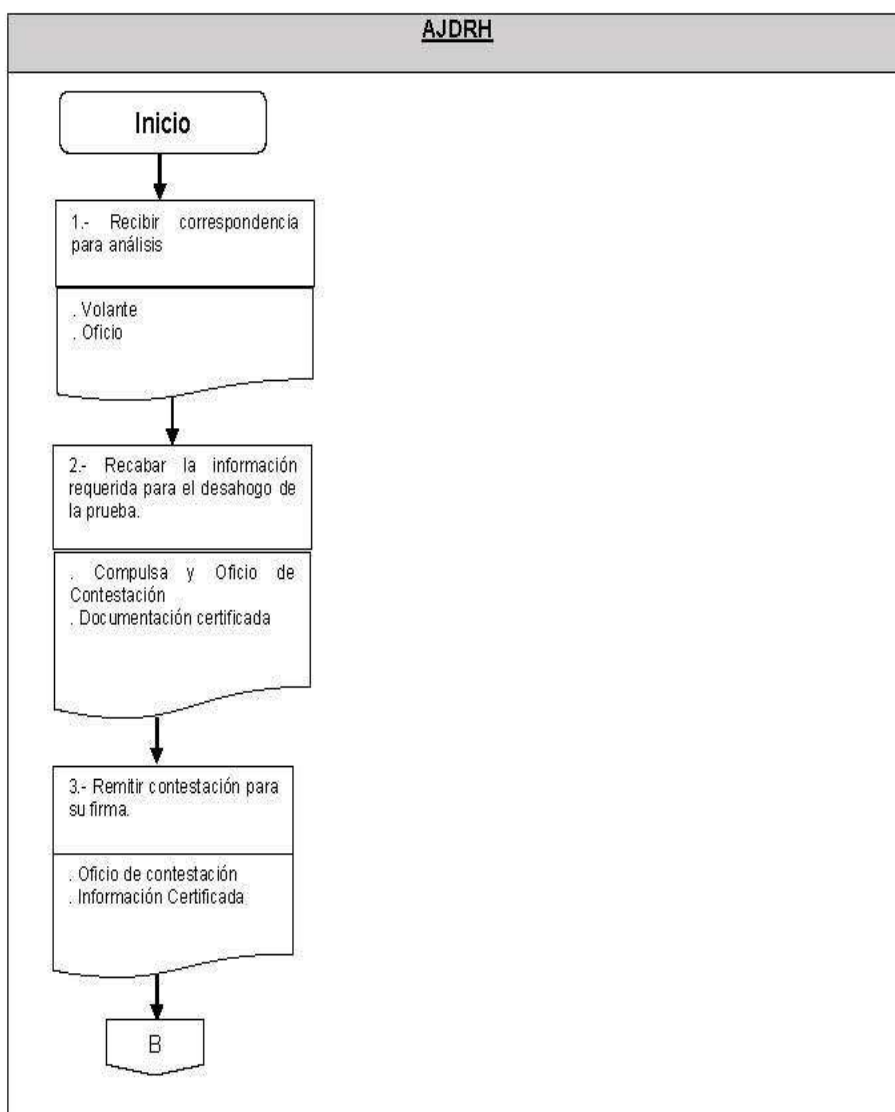 AJDRH
Inicio
1.- Recibir correspondencia
para análisis
. Volante
. Oficio
2.- Recabar la información
requerida para el desahogo de
la prueba.
. Compulsa y Oficio de
Contestación
. Documentación certificada
3.- Remitir contestación para
su firma.
. Oficio de contestación
. Información Certificada
B